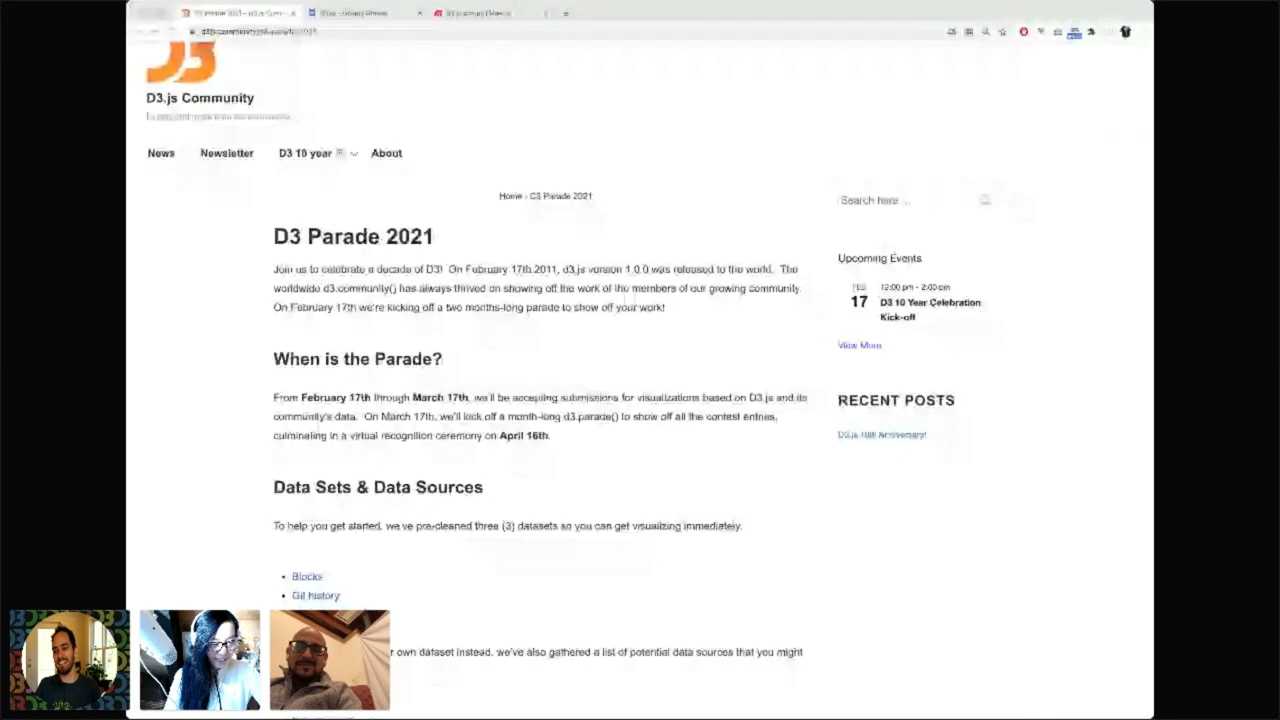 D3
D3.js Community
News
Newsletter
D3 10 year
About
Home › D3 Parade 2021
Search here …
D3 Parade 2021
Join us to celebrate a decade of D3! On February 17th 2011, d3.js version 1.0.0 was released to the world. The
worldwide d3.community() has always thrived on showing off the work of the members of our growing community.
On February 17th we're kicking off a two months-long parade to show off your work!
Upcoming Events
FEB
17
12:00 pm - 2:00 pm
D3 10 Year Celebration
Kick-off
View More
When is the Parade?
From February 17th through March 17th, we'll be accepting submissions for visualizations based on D3.js and its
community's data. On March 17th, we'll kick off a month-long d3.parade() to show off all the contest entries,
culminating in a virtual recognition ceremony on April 16th.
RECENT POSTS
D3.js 10th Anniversary!
Data Sets & Data Sources
To help you get started, we've pre-cleaned three (3) datasets so you can get visualizing immediately.
• Blocks
• Git history
r own dataset instead, we've also gathered a list of potential data sources that you might